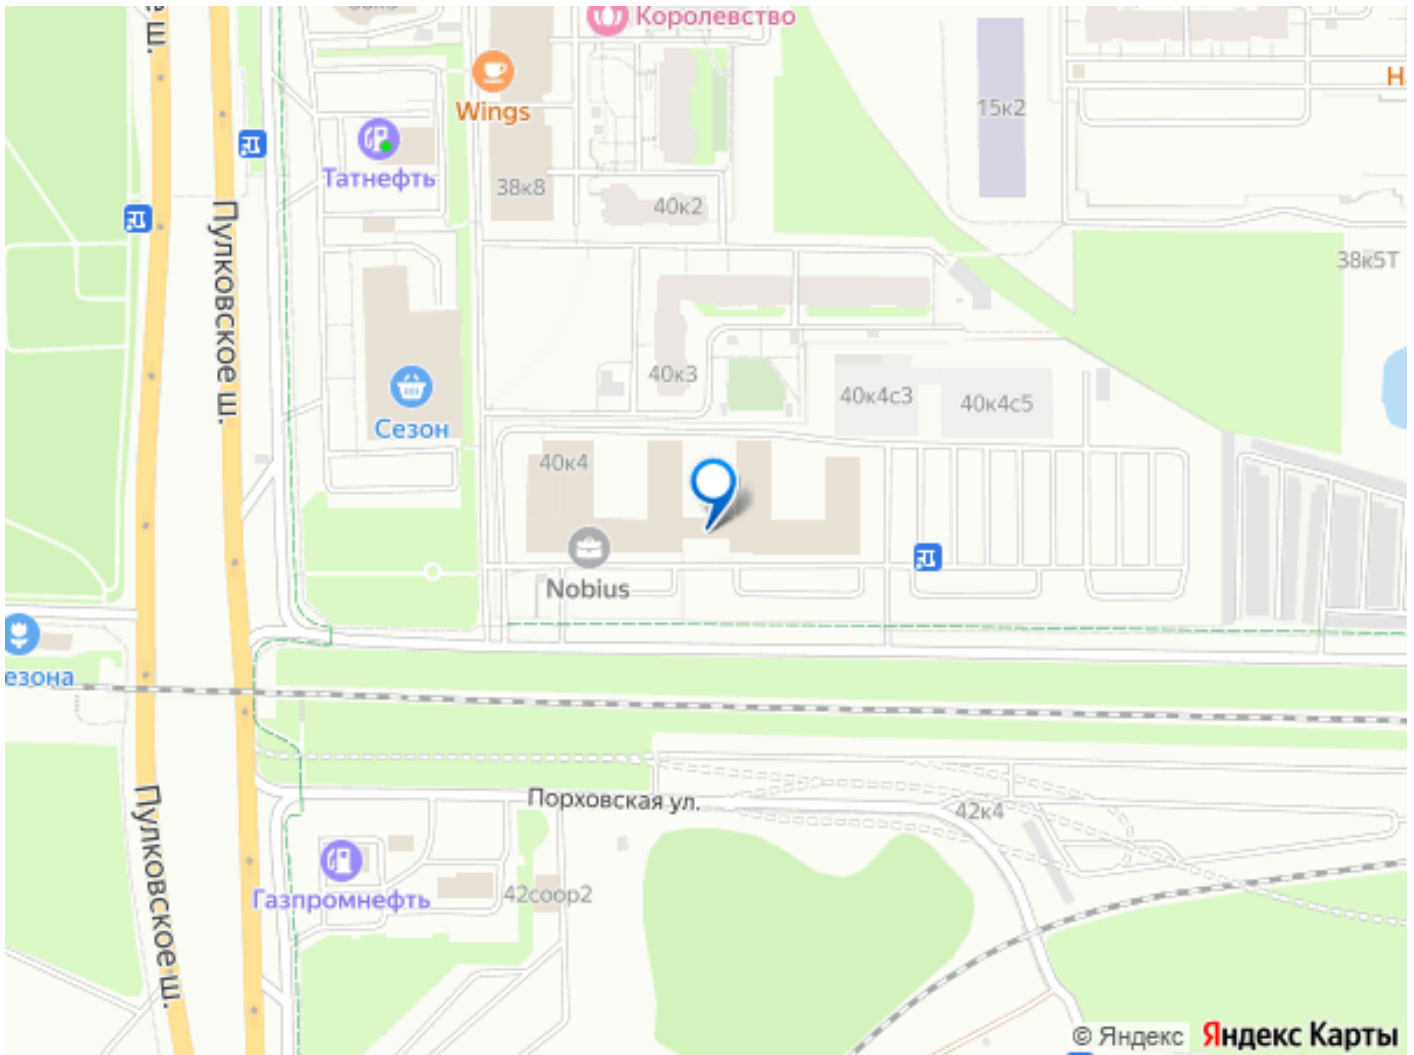 Королевство
Ш.
Wings
15к2
Татнефть
38к8
40к2
Пулковское ш.
38к5Т
40к3
40к4с3
40к4с5
Сезон
40к4
Nobius
езона
Порховская ул.
42к4
Пулковское ш.
Газпромнефть
42соор2
© Яндекс Яндекс Карты